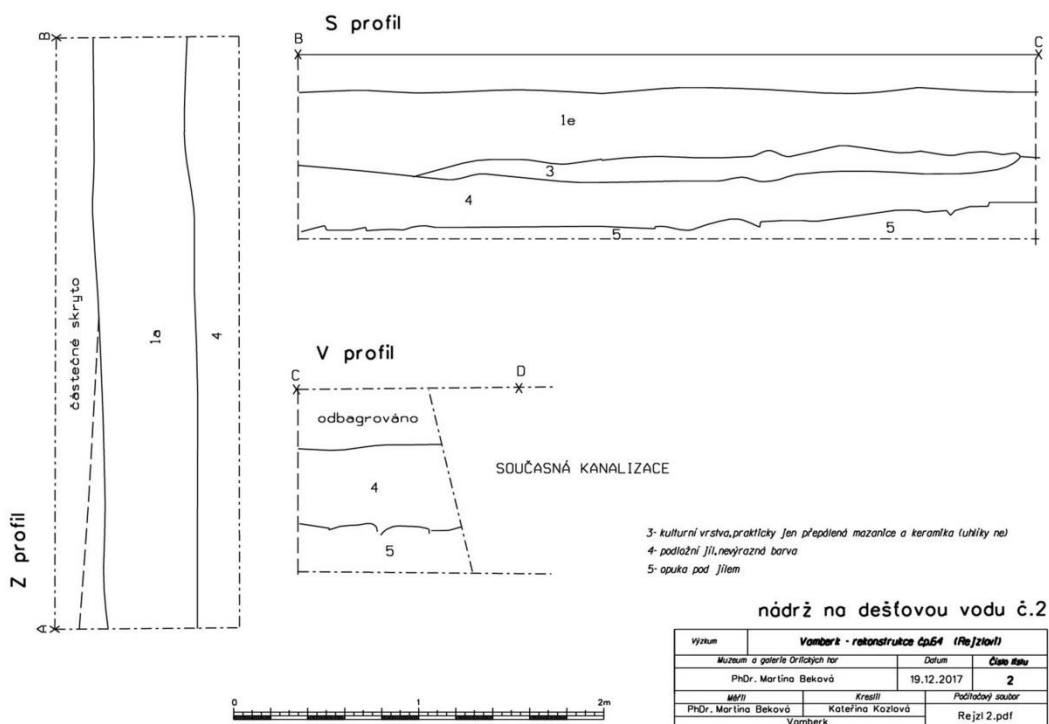 S profil
B
C
1e
3
4
5
5
B
částečné skryto
1a
4
A
Z profil
V profil
C
D
odbagrováno
4
5
SOUČASNÁ KANALIZACE
3- kulturní vrstva,prakticky jen přepálená mazanice a keramika (uhlíky ne)
4- podložní jíl,nevýrazná barva
5- opuka pod jílem
nádrž na dešťovou vodu č.2
Výzkum
Vamberk - rekonstrukce čp.64 (Rejzlovi)
Muzeum a galerie Orlických hor
Datum
Číslo listu
PhDr. Martina Beková
19.12.2017
2
Měřil
Kreslil
Počítačový soubor
PhDr. Martina Beková
Kateřina Kozlová
Rejzl 2.pdf
Vamberk
0
1
2m